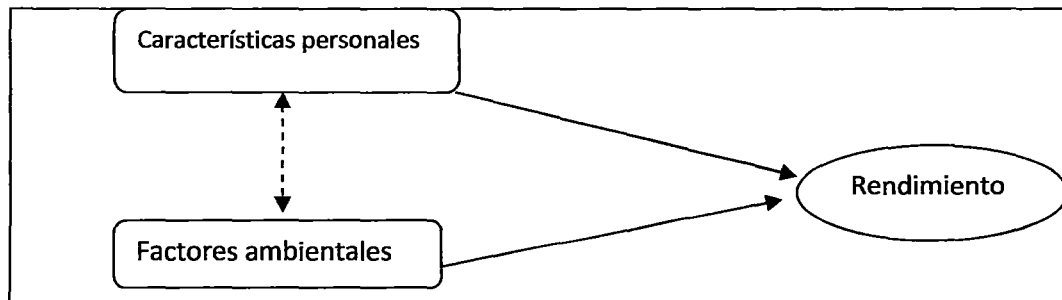 Características personales
Rendimiento
Factores ambientales